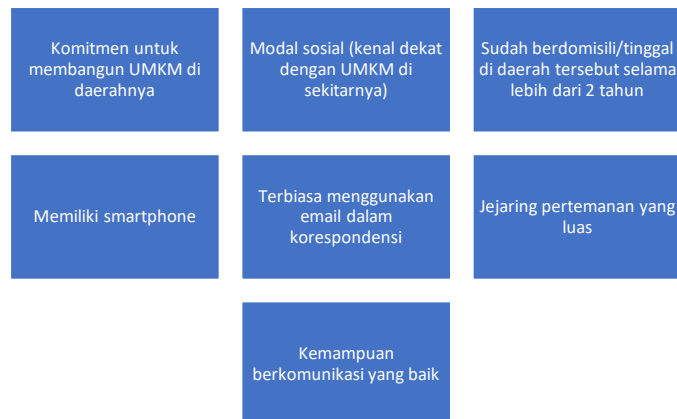 Komitmen untuk
membangun UMKM di
daerahnya
Modal sosial (kenal dekat
dengan UMKM di
sekitarnya)
Sudah berdomisili/tinggal
di daerah tersebut selama
lebih dari 2 tahun
Memiliki smartphone
Terbiasa menggunakan
email dalam
korespondensi
Jejaring pertemanan yang
luas
Kemampuan
berkomunikasi yang baik